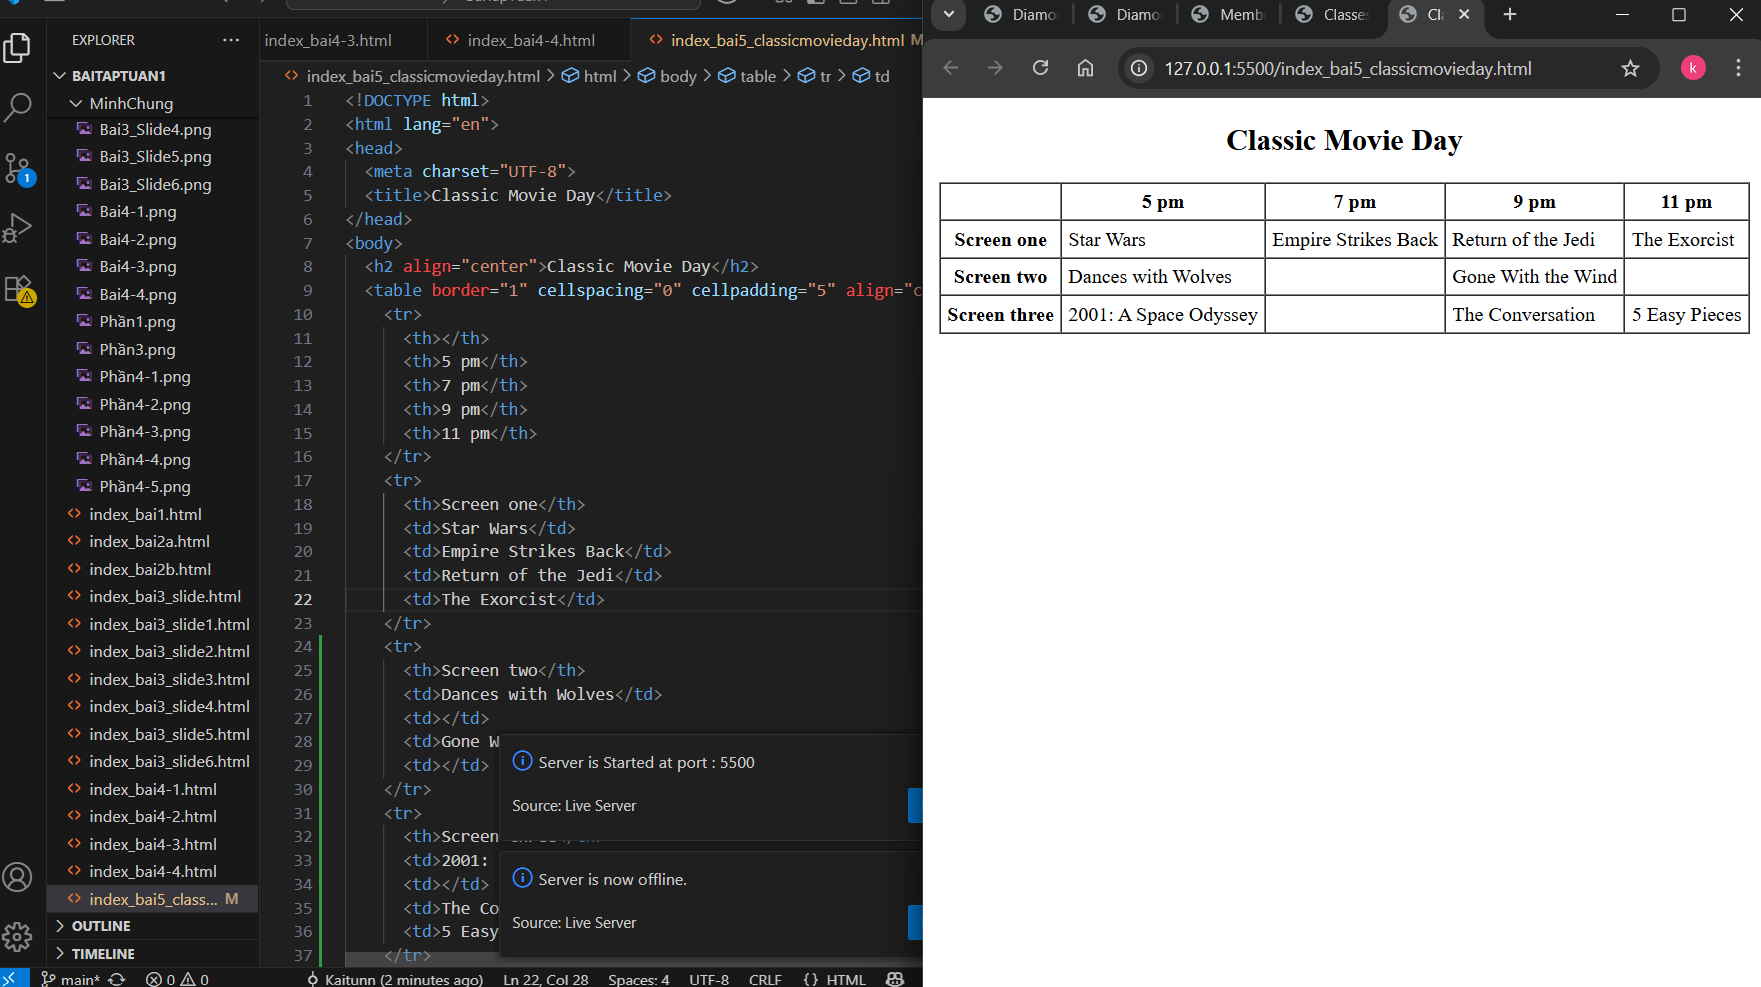 EXPLORER
BAITAPTUAN1
MinhChung
Bai3_Slide4.png
Bai3_Slide5.png
Bai3_Slide6.png
Bai4-1.png
Bai4-2.png
Bai4-3.png
Bai4-4.png
Phần1.png
Phần3.png
Phần4-1.png
Phần4-2.png
Phần4-3.png
Phần4-4.png
Phần4-5.png
index_bai1.html
index_bai2a.html
index_bai2b.html
index_bai3_slide.html
index_bai3_slide1.html
index_bai3_slide2.html
index_bai3_slide3.html
index_bai3_slide4.html
index_bai3_slide5.html
index_bai3_slide6.html
index_bai4-1.html
index_bai4-2.html
index_bai4-3.html
index_bai4-4.html
index_bai5_class... M
OUTLINE
TIMELINE
1
index_bai4-3.html <> index_bai4-4.html <> index_bai5_classicmovieday.html M
<> index_bai5_classicmovieday.html > html > body > table > tr > td
1 <!DOCTYPE html>
2 <html lang="en">
3 <head>
4 <meta charset="UTF-8">
5 <title>Classic Movie Day</title>
6 </head>
7 <body>
8 <h2 align="center">Classic Movie Day</h2>
9 <table border="1" cellspacing="0" cellpadding="5" align="c
10 <tr>
11 <th></th>
12 <th>5 pm</th>
13 <th>7 pm</th>
14 <th>9 pm</th>
15 <th>11 pm</th>
16 </tr>
17 <tr>
18 <th>Screen one</th>
19 <td>Star Wars</td>
20 <td>Empire Strikes Back</td>
21 <td>Return of the Jedi</td>
22 <td>The Exorcist</td>
23 </tr>
24 <tr>
25 <th>Screen two</th>
26 <td>Dances with Wolves</td>
27 <td></td>
28 <td>Gone W
29 <td></td>
30 </tr>
31 <tr>
32 <th>Screen
33 <td>2001:
34 <td></td>
35 <td>The Co
36 <td>5 Easy
37 </tr>
Server is Started at port : 5500
Source: Live Server
Server is now offline.
Source: Live Server
main* 0 0 Kaitunn (2 minutes ago) Ln 22, Col 28 Spaces: 4 UTF-8 CRLF {} HTML
Diamo Diamo Memb Classe Cl
127.0.0.1:5500/index_bai5_classicmovieday.html
k
Classic Movie Day
5 pm 7 pm 9 pm 11 pm
Screen one Star Wars Empire Strikes Back Return of the Jedi The Exorcist
Screen two Dances with Wolves Gone With the Wind
Screen three 2001: A Space Odyssey The Conversation 5 Easy Pieces